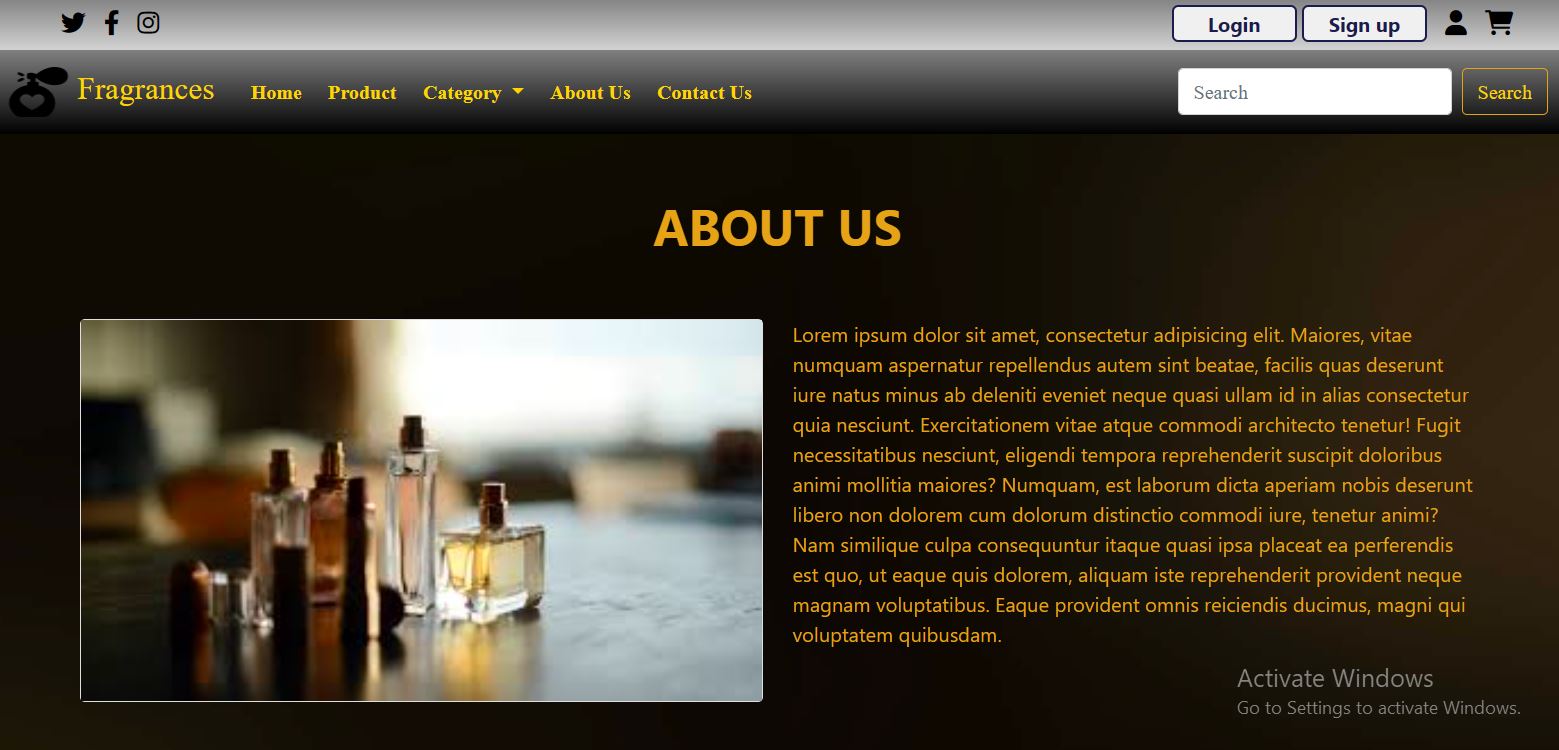 Login Sign up
Fragrances Home Product Category About Us Contact Us Search Search
ABOUT US
Lorem ipsum dolor sit amet, consectetur adipisicing elit. Maiores, vitae
numquam aspernatur repellendus autem sint beatae, facilis quas deserunt
iure natus minus ab deleniti eveniet neque quasi ullam id in alias consectetur
quia nesciunt. Exercitationem vitae atque commodi architecto tenetur! Fugit
necessitatibus nesciunt, eligendi tempora reprehenderit suscipit doloribus
animi mollitia maiores? Numquam, est laborum dicta aperiam nobis deserunt
libero non dolorem cum dolorum distinctio commodi iure, tenetur animi?
Nam similique culpa consequuntur itaque quasi ipsa placeat ea perferendis
est quo, ut eaque quis dolorem, aliquam iste reprehenderit provident neque
magnam voluptatibus. Eaque provident omnis reiciendis ducimus, magni qui
voluptatem quibusdam.
Activate Windows
Go to Settings to activate Windows.